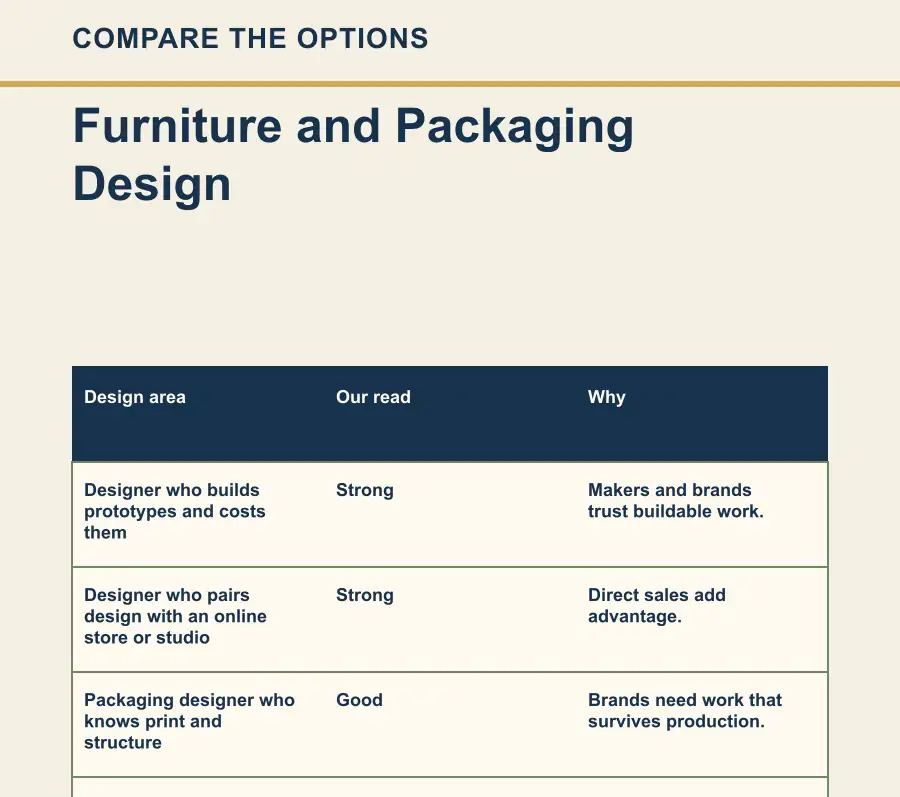 COMPARE THE OPTIONS
Furniture and Packaging
Design
Design area
Our read
Why
Designer who builds
prototypes and costs
them
Strong
Makers and brands
trust buildable work.
Designer who pairs
design with an online
store or studio
Strong
Direct sales add
advantage.
Packaging designer who
knows print and
structure
Good
Brands need work that
survives production.